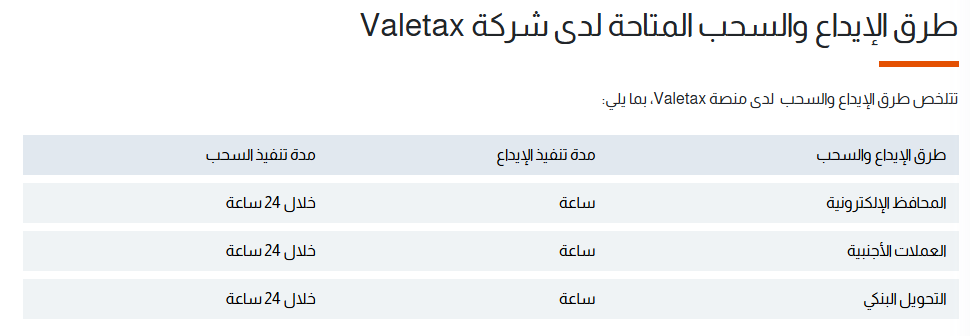 طرق الإيداع والسحب المتاحة لدى شركة Valetax
تتلخص طرق الإيداع والسحب لدى منصة Valetax، بما يلي:
طرق الإيداع والسحب مدة تنفيذ الإيداع مدة تنفيذ السحب
المحافظ الإلكترونية ساعة خلال 24 ساعة
العملات الأجنبية ساعة خلال 24 ساعة
التحويل البنكي ساعة خلال 24 ساعة